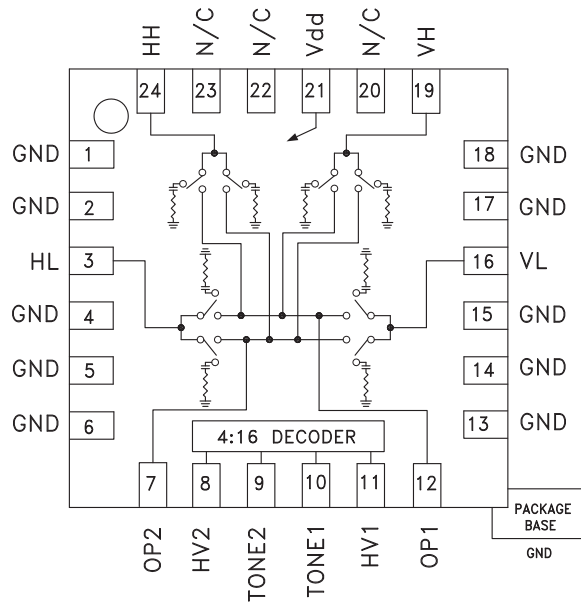 HH
N/C
N/C
Vdd
N/C
VH
24
23
22
21
20
19
GND 1
18 GND
GND 2
17 GND
HL 3
16 VL
GND 4
15 GND
GND 5
14 GND
GND 6
13 GND
4:16 DECODER
7
8
9
10
11
12
OP2
HV2
TONE2
TONE1
HV1
OP1
PACKAGE
BASE
GND